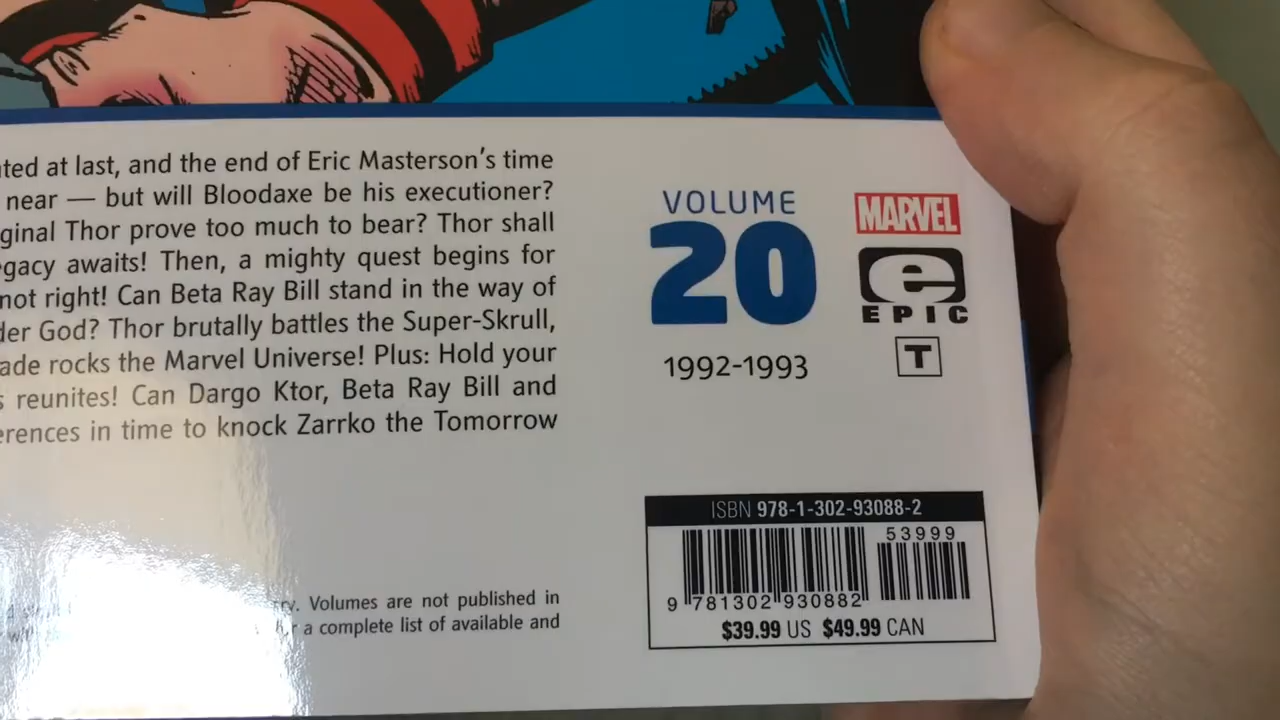 ted at last, and the end of Eric Masterson's time
near — but will Bloodaxe be his executioner?
ginal Thor prove too much to bear? Thor shall
egacy awaits! Then, a mighty quest begins for
not right! Can Beta Ray Bill stand in the way of
der God? Thor brutally battles the Super-Skrull,
ade rocks the Marvel Universe! Plus: Hold your
s reunites! Can Dargo Ktor, Beta Ray Bill and
erences in time to knock Zarrko the Tomorrow
ry. Volumes are not published in
r a complete list of available and
VOLUME
20
1992-1993
MARVEL
e
EPIC
T
ISBN 978-1-302-93088-2
53999
9 781302 930882
$39.99 US $49.99 CAN